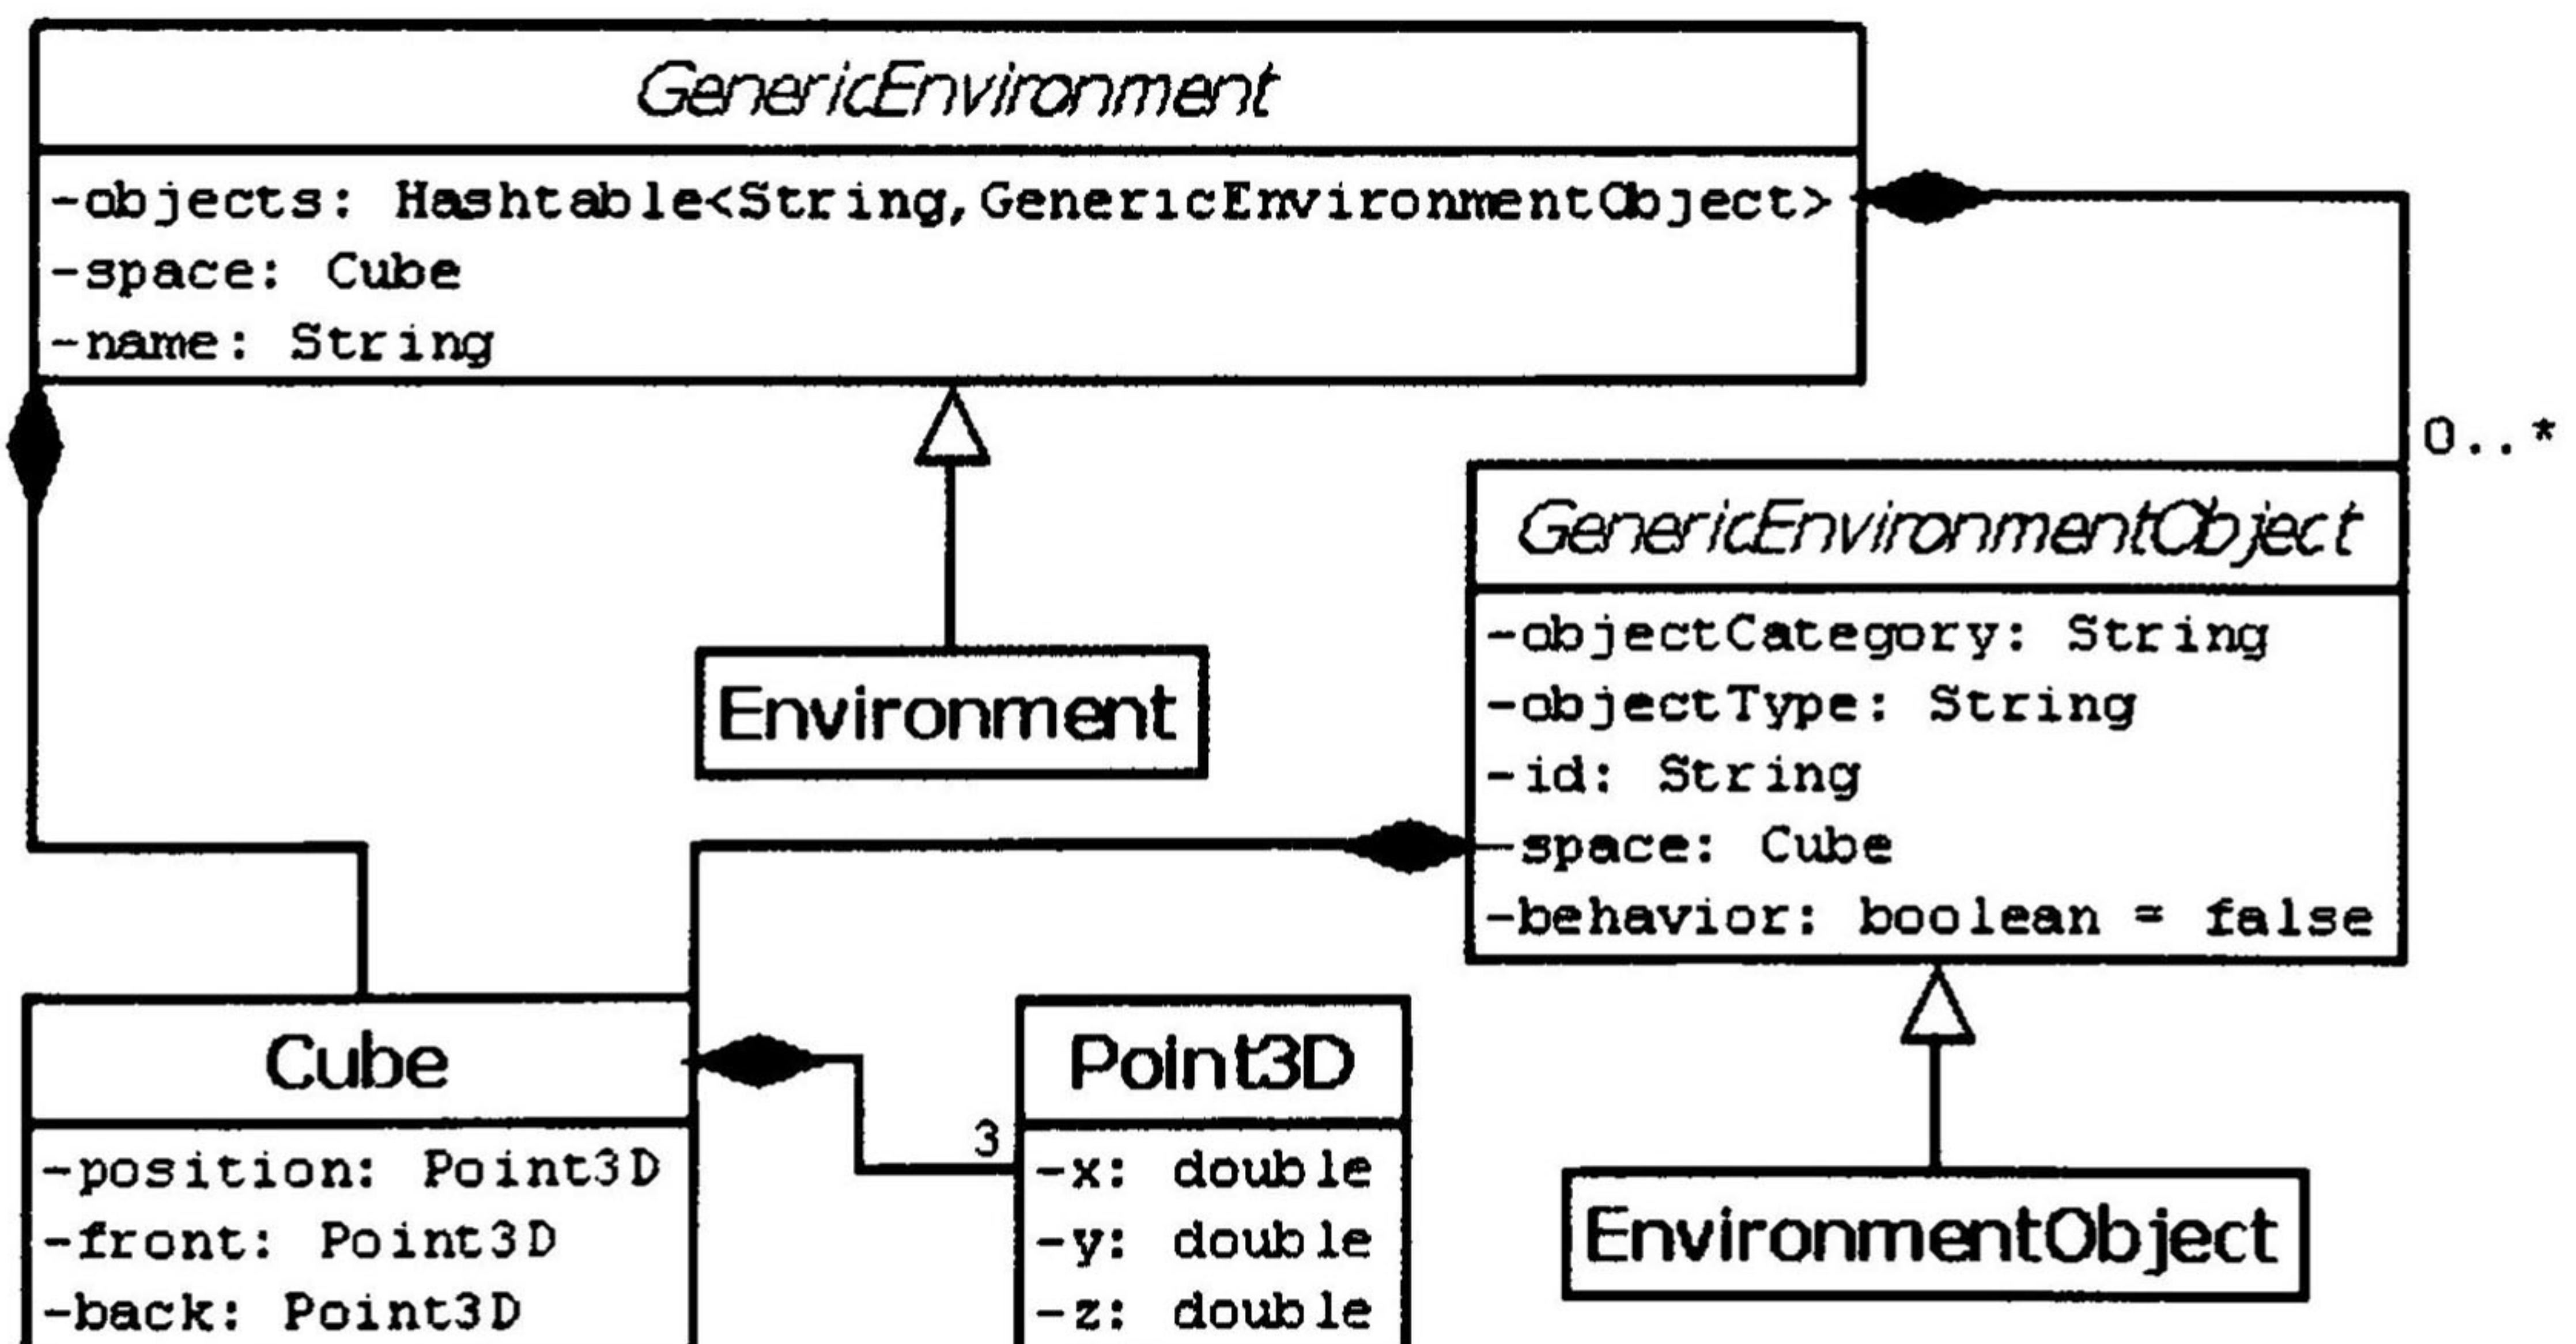 GenericEnvironment
-objects: Hashtable<String,GenericEnvironmentObject>
-space: Cube
-name: String
0..*
GenericEnvironmentObject
-objectCategory: String
-objectType: String
-id: String
-space: Cube
-behavior: boolean = false
Environment
Cube
-position: Point3D
-front: Point3D
-back: Point3D
3
Point3D
-x: double
-y: double
-z: double
EnvironmentObject